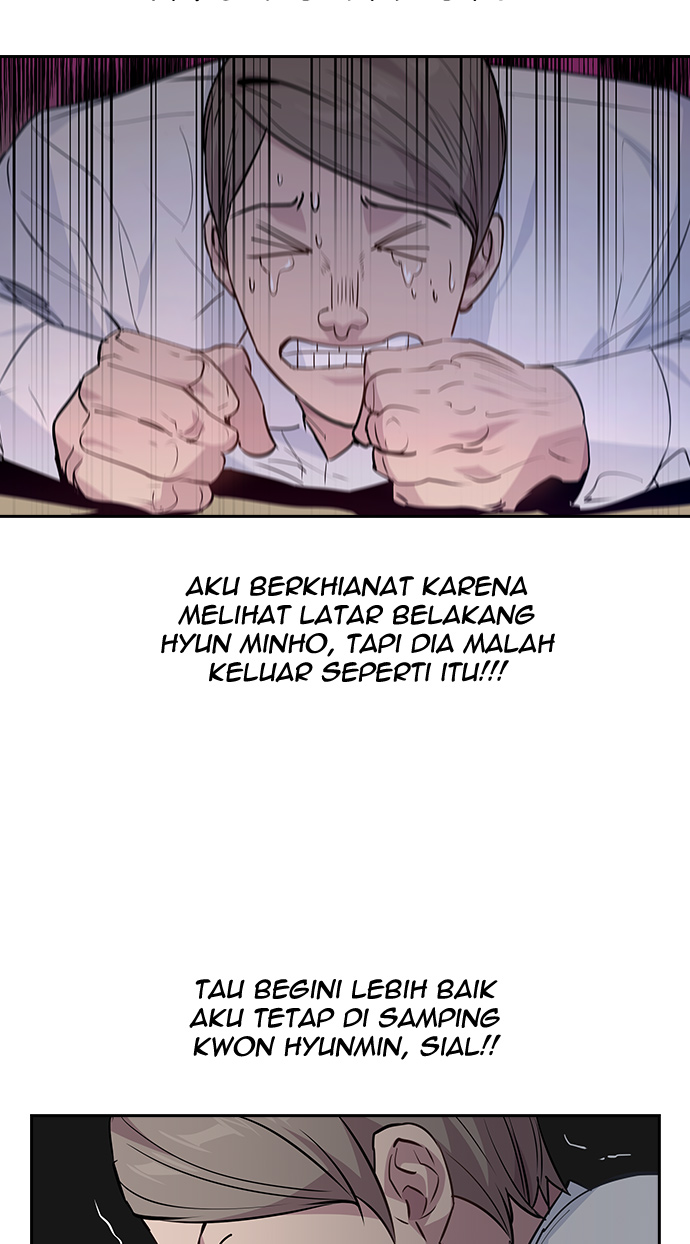 AKU BERKHIANAT KARENA
MELIHAT LATAR BELAKANG
HYUN MINHO, TAPI DIA MALAH
KELUAR SEPERTI ITU!!!
TAU BEGINI LEBIH BAIK
AKU TETAP DI SAMPING
KWON HYUNMIN, SIAL!!